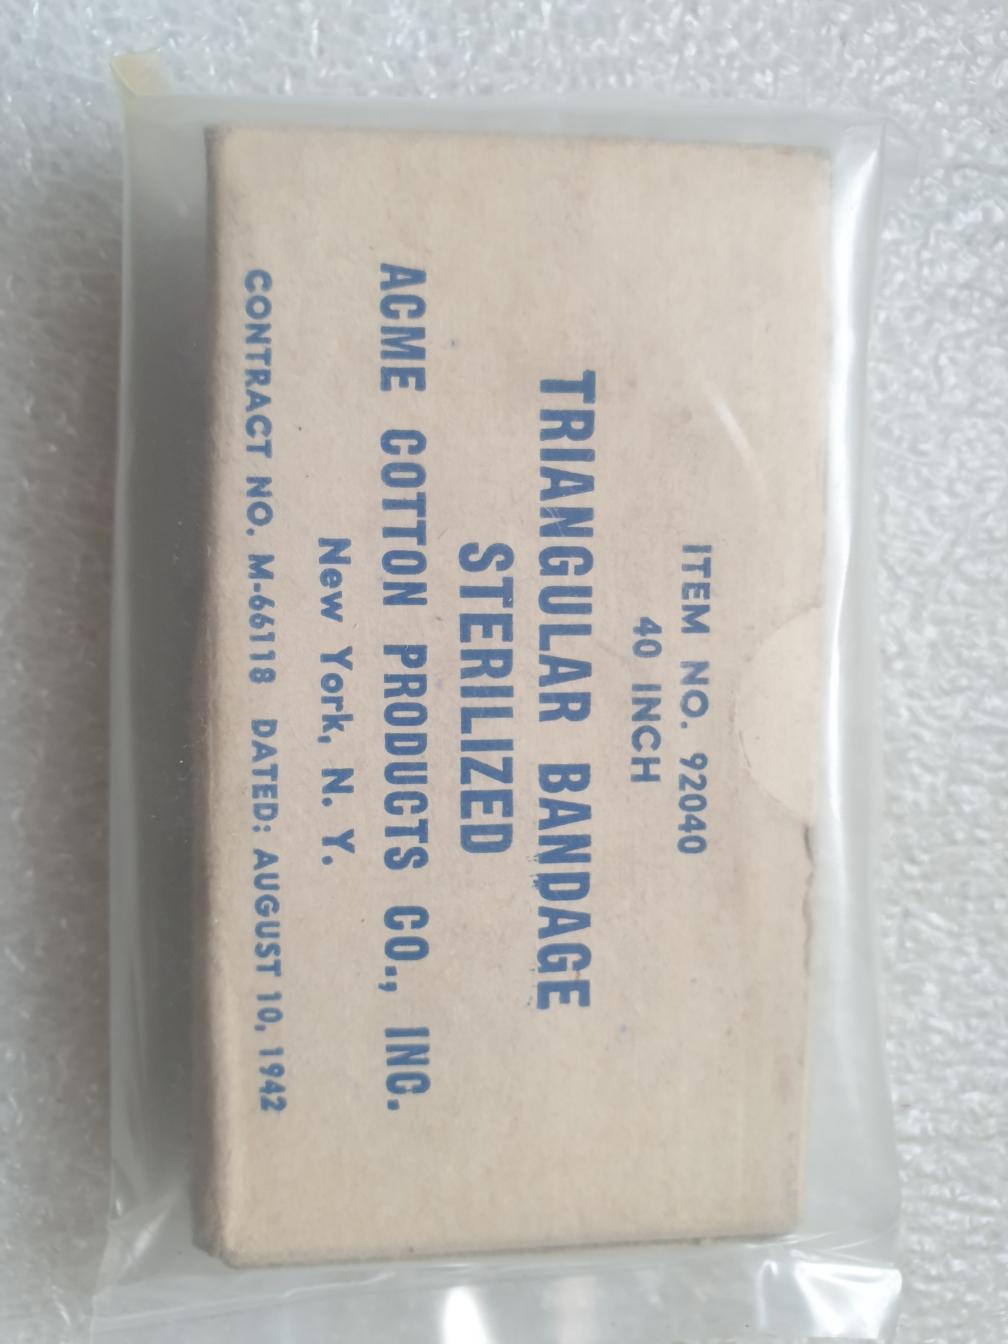 ITEM NO. 92040
40 INCH
TRIANGULAR BANDAGE
STERILIZED
ACME COTTON PRODUCTS CO., INC.
New York, N. Y.
CONTRACT NO. M-66118 DATED: AUGUST 10, 1942